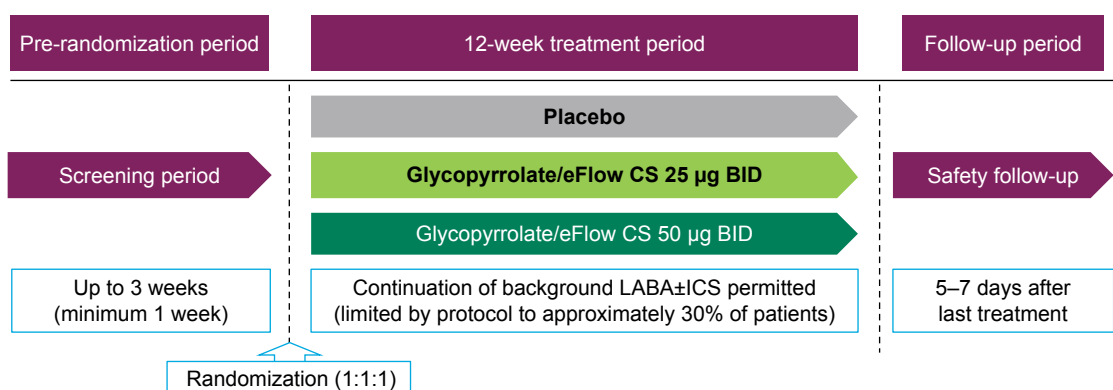 Pre-randomization period
12-week treatment period
Follow-up period
Placebo
Screening period
Glycopyrrolate/eFlow CS 25 µg BID
Safety follow-up
Glycopyrrolate/eFlow CS 50 µg BID
Up to 3 weeks
(minimum 1 week)
Continuation of background LABA±ICS permitted
(limited by protocol to approximately 30% of patients)
5–7 days after
last treatment
Randomization (1:1:1)